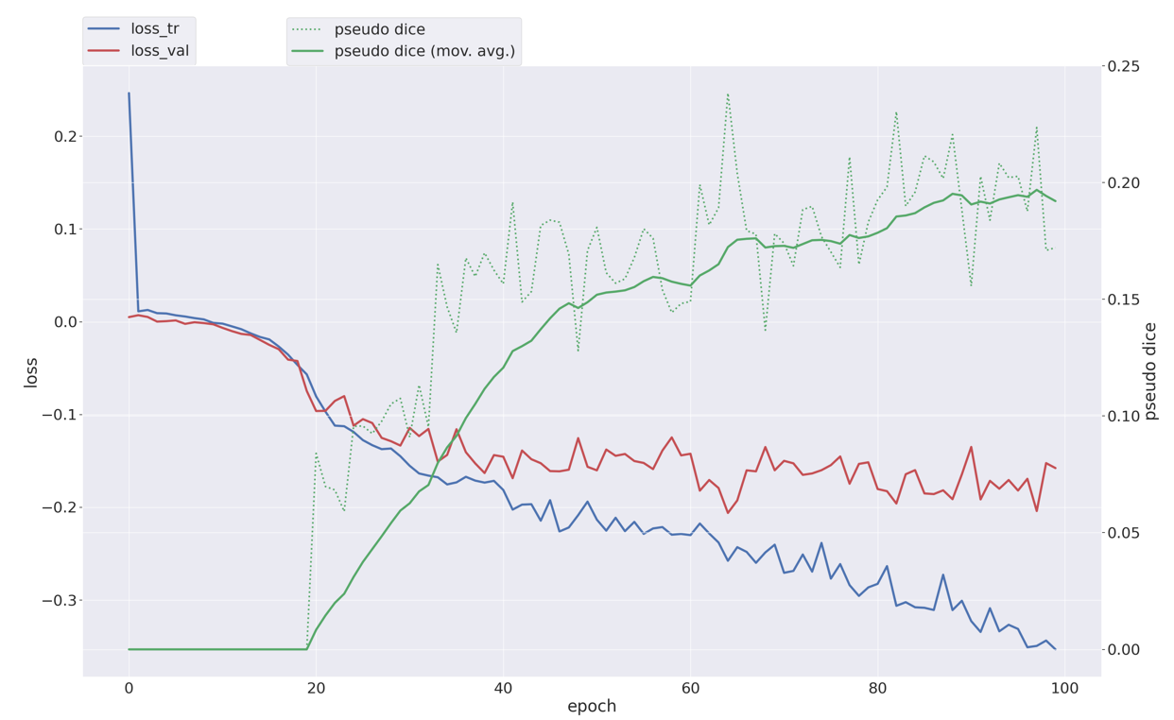 loss_tr
loss_val
pseudo dice
pseudo dice (mov. avg.)
0.2
0.1
0.0
−0.1
−0.2
−0.3
loss
0.25
0.20
0.15
0.10
0.05
0.00
pseudo dice
0 20 40 60 80 100
epoch